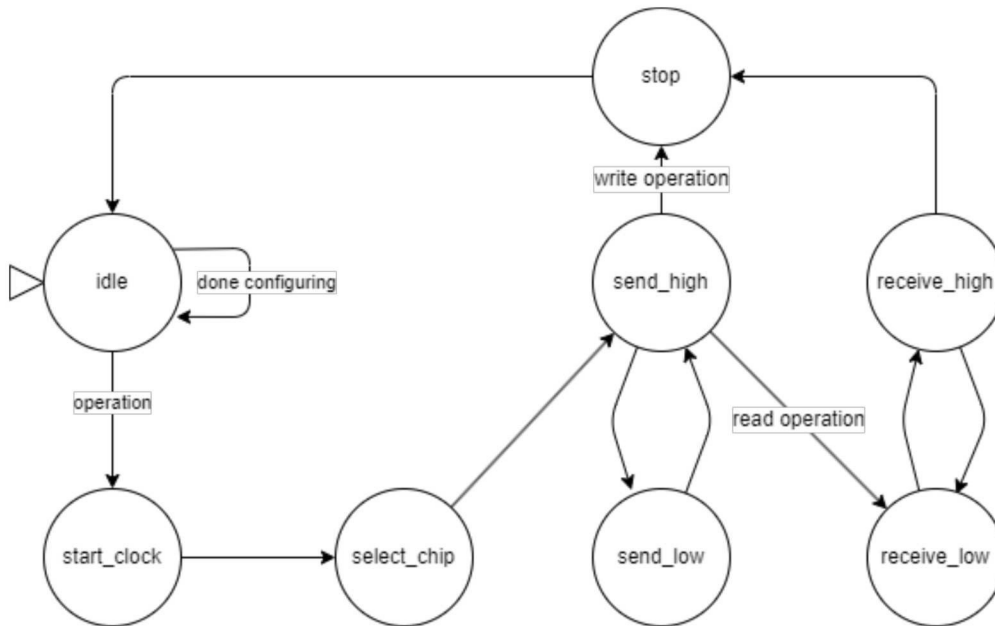 stop
write operation
idle
done configuring
send_high
receive_high
operation
read operation
start_clock
select_chip
send_low
receive_low